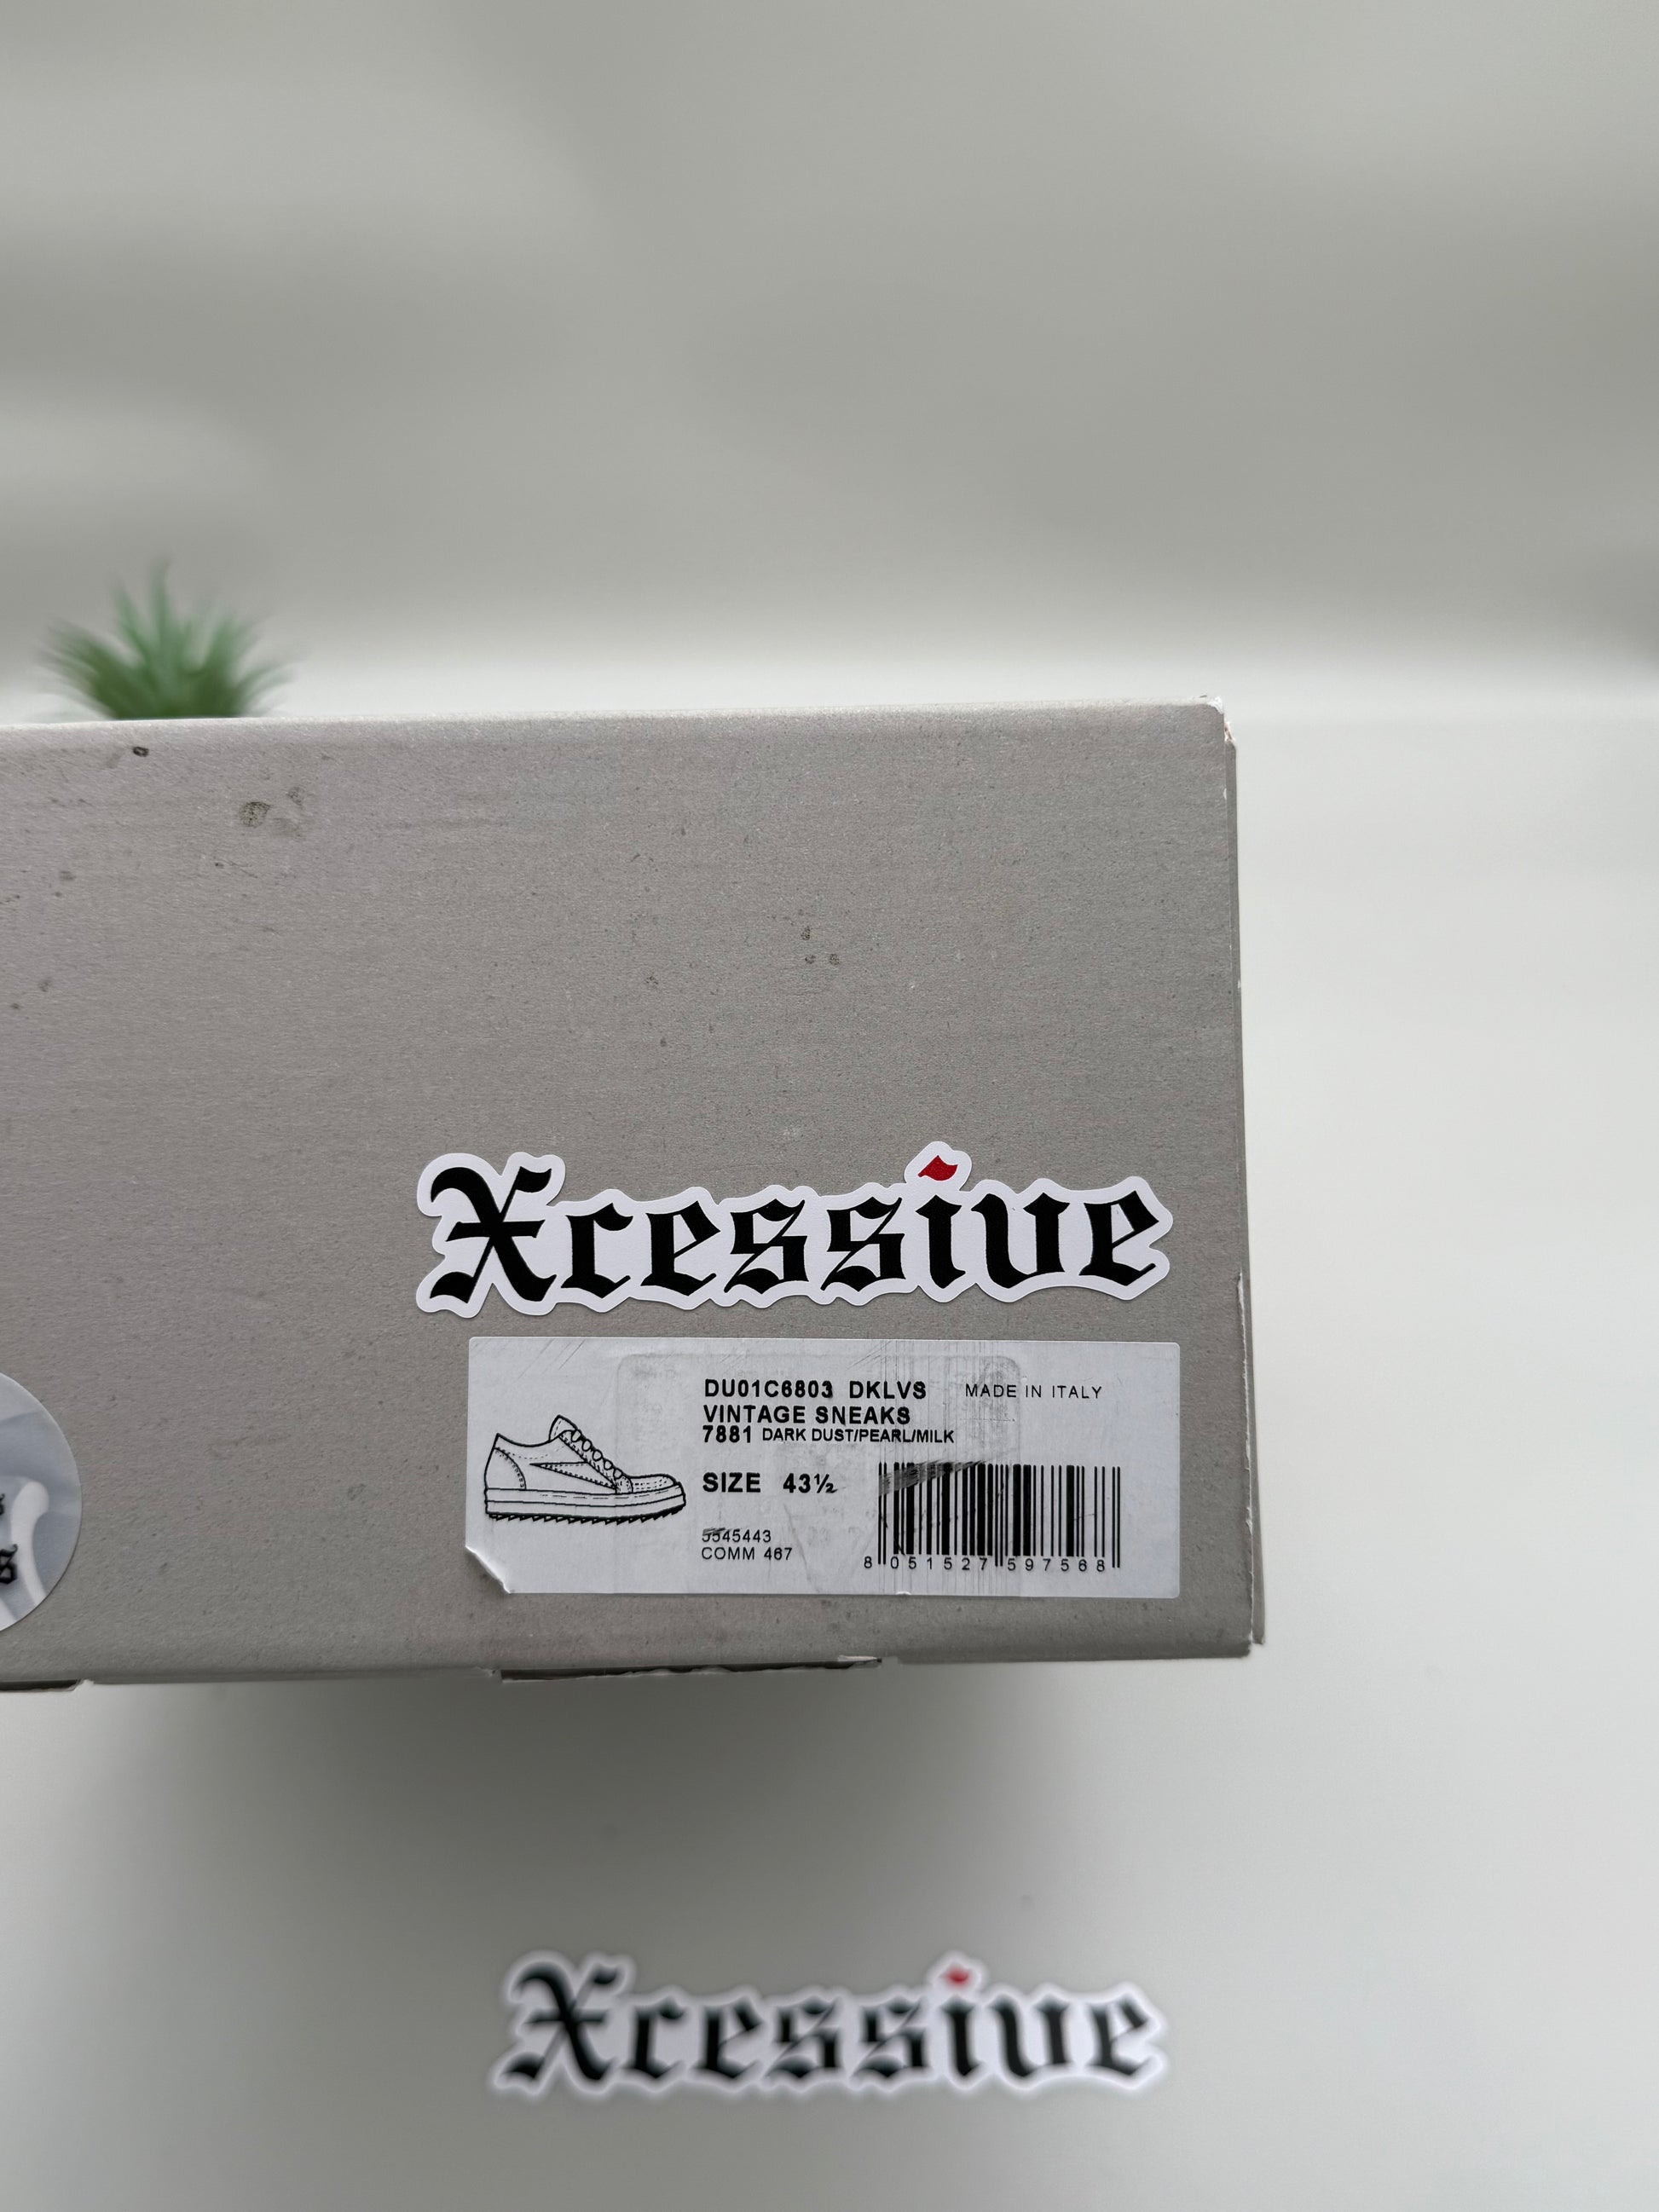 Xcessive
DU01C6803 DKLVS MADE IN ITALY
VINTAGE SNEAKS
7881 DARK DUST/PEARL/MILK
SIZE 43½
5545443
COMM 467
8 051527 597568
Xcessive